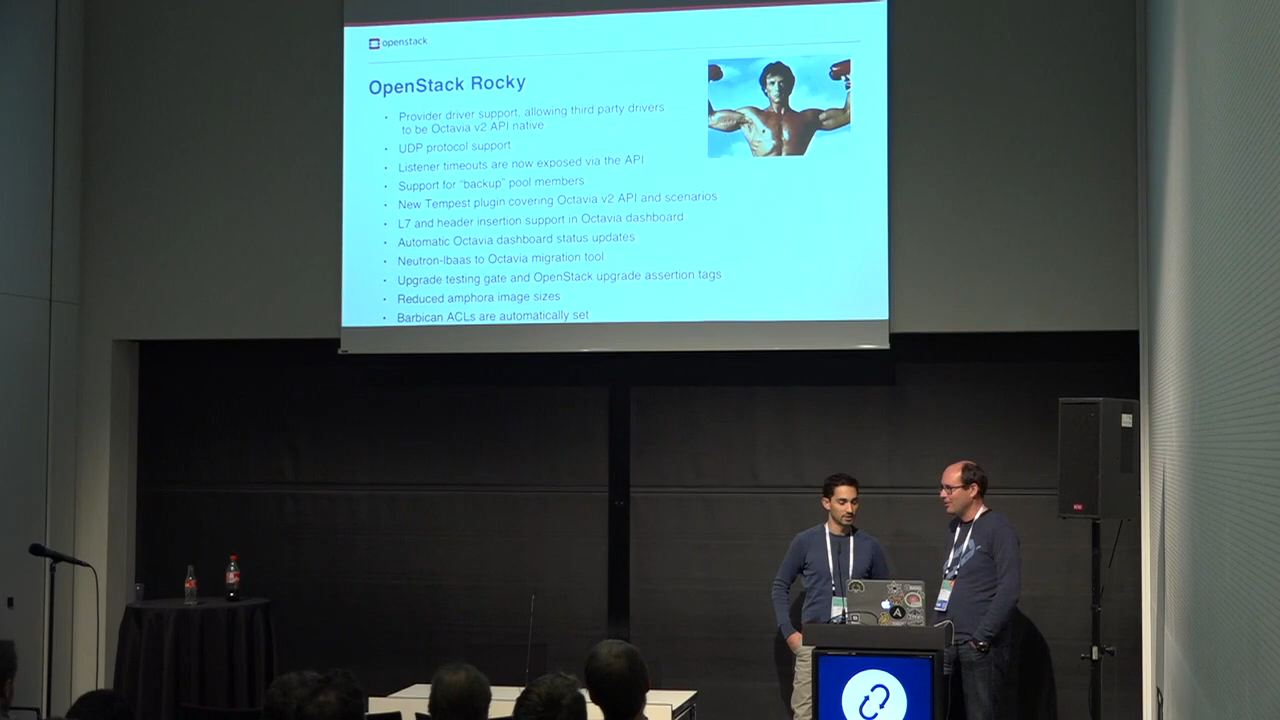 openstack
OpenStack Rocky
• Provider driver support, allowing third party drivers
to be Octavia v2 API native
• UDP protocol support
• Listener timeouts are now exposed via the API
• Support for “backup” pool members
• New Tempest plugin covering Octavia v2 API and scenarios
• L7 and header insertion support in Octavia dashboard
• Automatic Octavia dashboard status updates
• Neutron-lbaas to Octavia migration tool
• Upgrade testing gate and OpenStack upgrade assertion tags
• Reduced amphora image sizes
• Barbican ACLs are automatically set